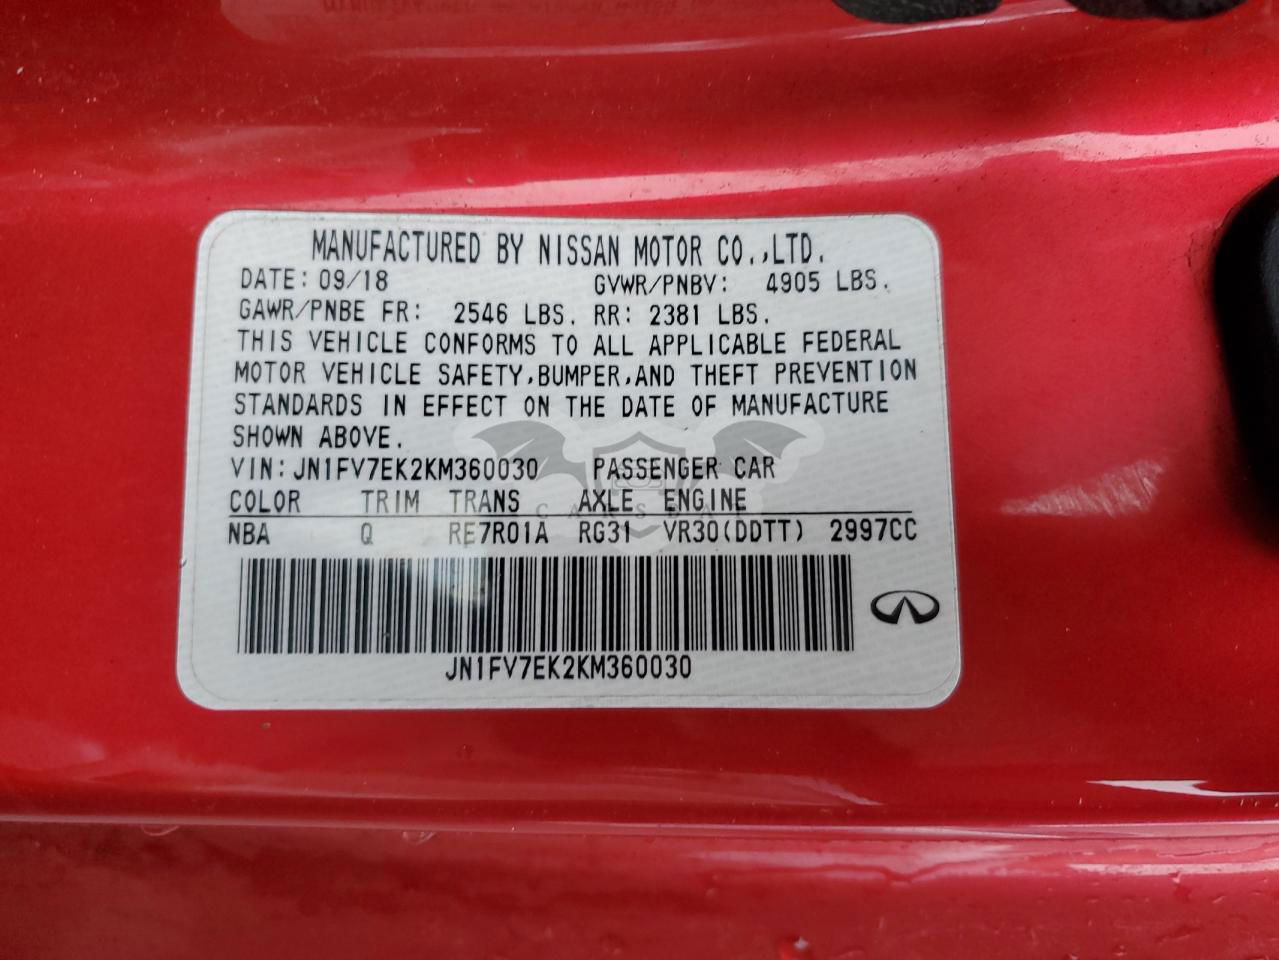 MANUFACTURED BY NISSAN MOTOR CO.,LTD.
DATE: 09/18 GVWR/PNBV: 4905 LBS.
GAWR/PNBE FR: 2546 LBS. RR: 2381 LBS.
THIS VEHICLE CONFORMS TO ALL APPLICABLE FEDERAL
MOTOR VEHICLE SAFETY,BUMPER,AND THEFT PREVENTION
STANDARDS IN EFFECT ON THE DATE OF MANUFACTURE
SHOWN ABOVE.
VIN: JN1FV7EK2KM360030 PASSENGER CAR
COLOR TRIM TRANS AXLE ENGINE
NBA Q RE7R01A RG31 VR30(DDTT) 2997CC
JN1FV7EK2KM360030